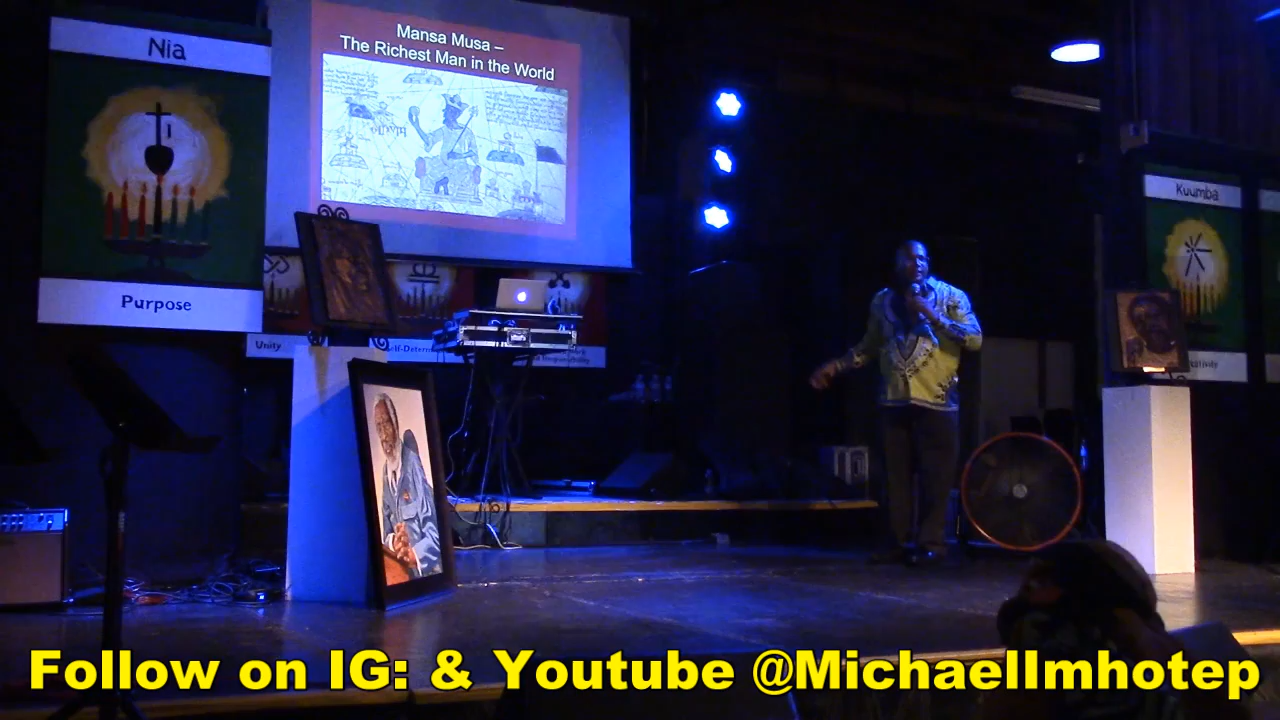 Nia
Mansa Musa –
The Richest Man in the World
Kuumba
Purpose
Unity
Follow on IG: & Youtube @MichaelImhotep